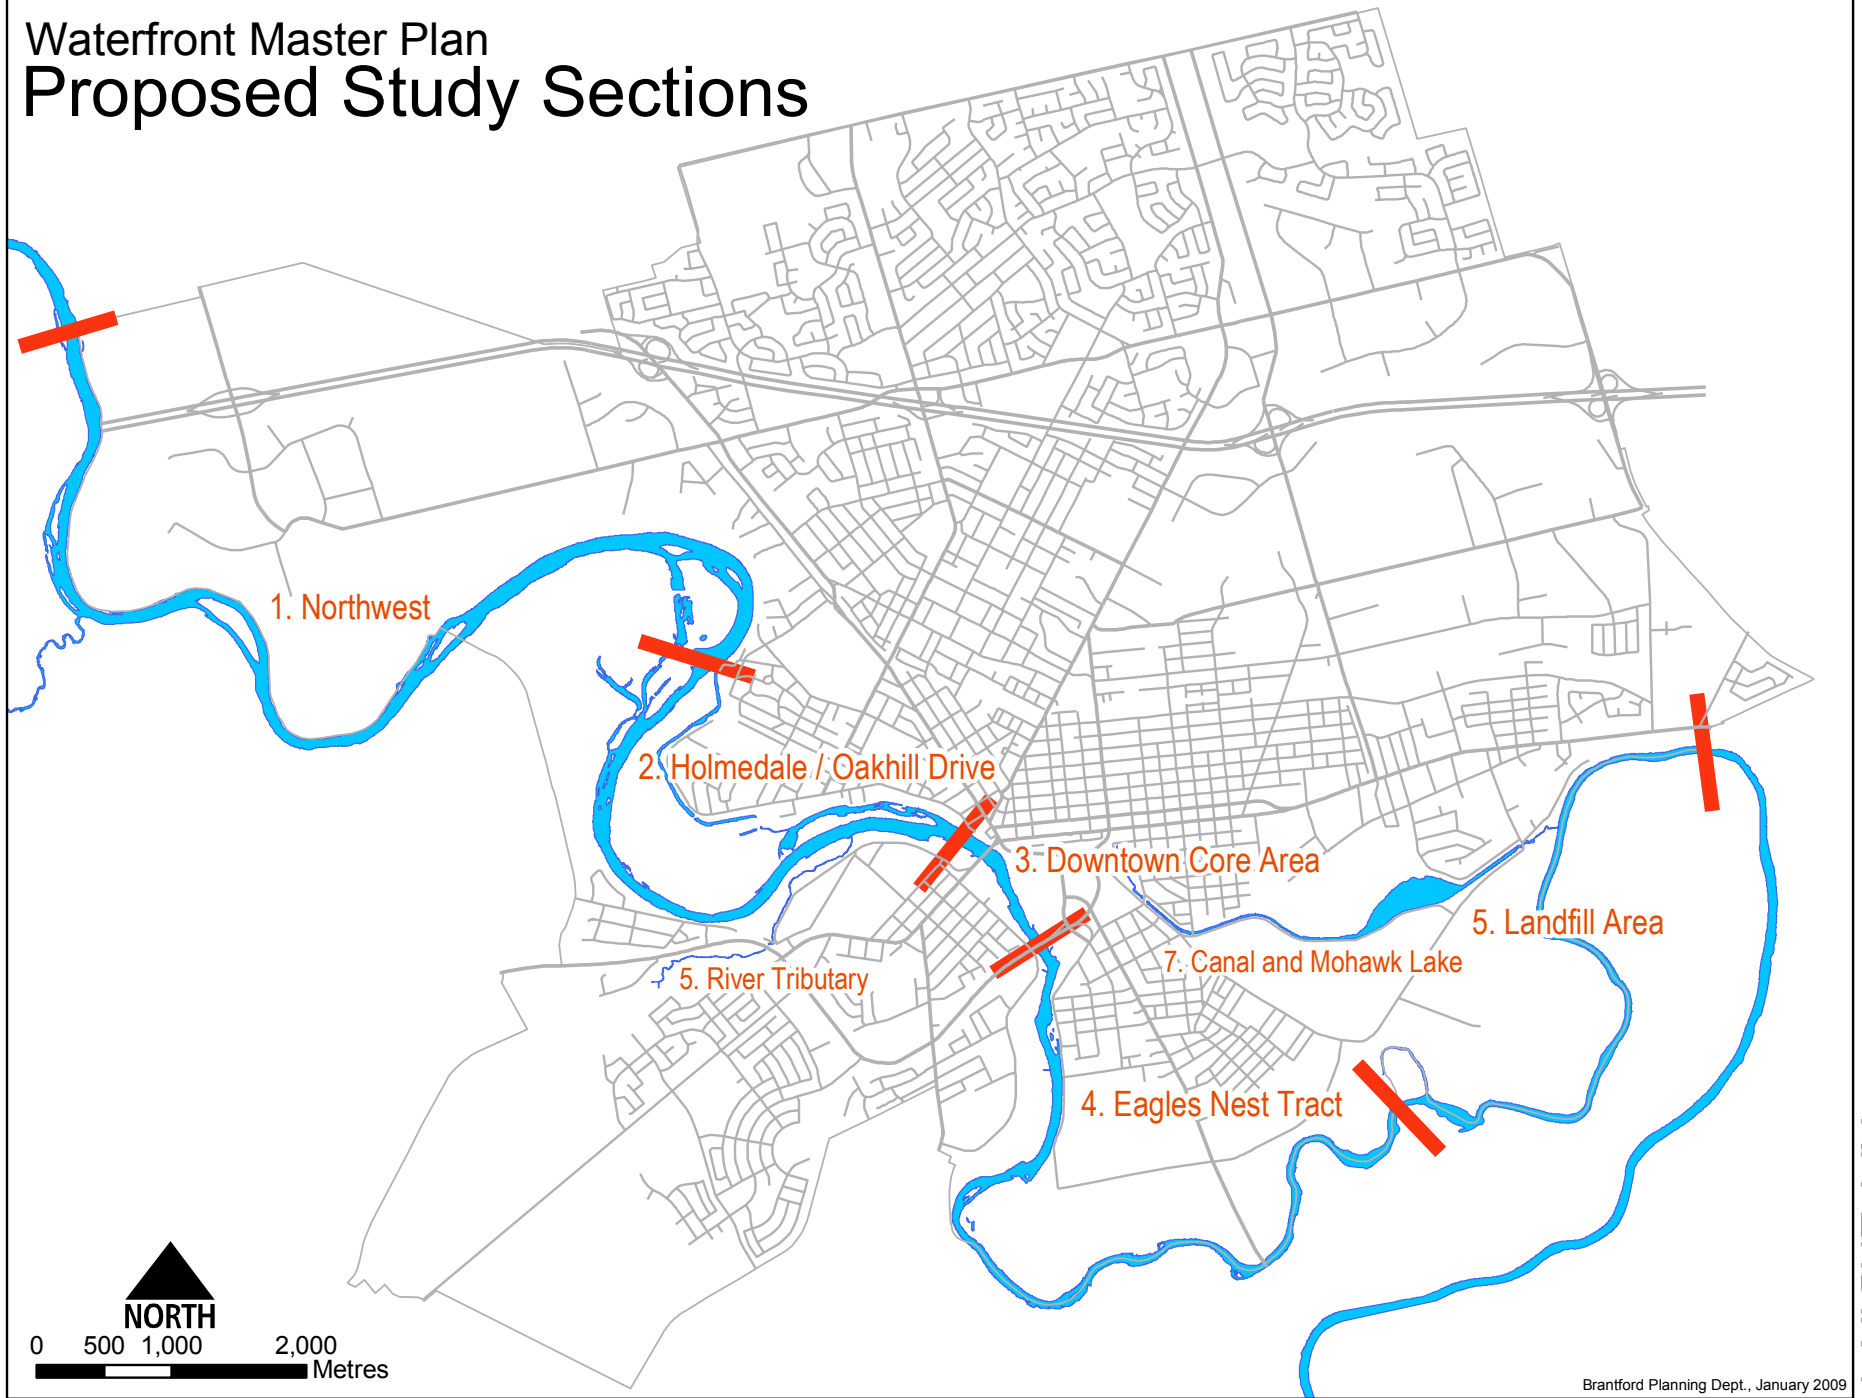 Waterfront Master Plan
Proposed Study Sections
1. Northwest
2. Holmedale / Oakhill Drive
3. Downtown Core Area
5. Landfill Area
7. Canal and Mohawk Lake
5. River Tributary
4. Eagles Nest Tract
NORTH
0 500 1,000 2,000
Metres
Brantford Planning Dept., January 2009